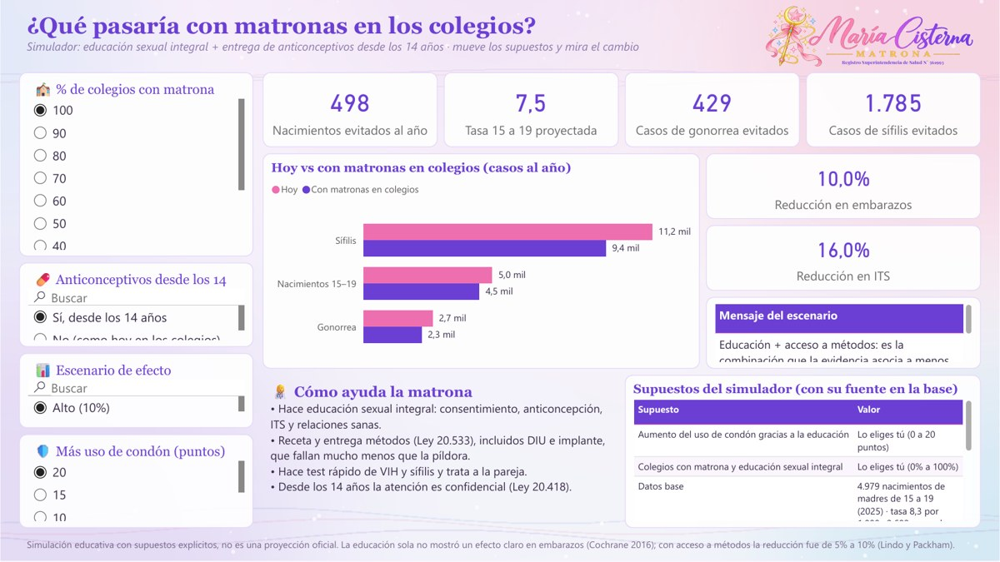 ¿Qué pasaría con matronas en los colegios?
Simulador: educación sexual integral + entrega de anticonceptivos desde los 14 años · mueve los supuestos y mira el cambio
María Cisterna
MATRONA
Registro Superintendencia de Salud N°
% de colegios con matrona
100
90
80
70
60
50
40
Anticonceptivos desde los 14
Buscar
Sí, desde los 14 años
No (como hoy en los colegios)
Escenario de efecto
Buscar
Alto (10%)
Más uso de condón (puntos)
20
15
10
498
Nacimientos evitados al año
7,5
Tasa 15 a 19 proyectada
429
Casos de gonorrea evitados
1.785
Casos de sífilis evitados
Hoy vs con matronas en colegios (casos al año)
Hoy Con matronas en colegios
Sífilis
11,2 mil
9,4 mil
Nacimientos 15–19
5,0 mil
4,5 mil
Gonorrea
2,7 mil
2,3 mil
10,0%
Reducción en embarazos
16,0%
Reducción en ITS
Mensaje del escenario
Educación + acceso a métodos: es la
combinación que la evidencia asocia a menos
Cómo ayuda la matrona
• Hace educación sexual integral: consentimiento, anticoncepción,
ITS y relaciones sanas.
• Receta y entrega métodos (Ley 20.533), incluidos DIU e implante,
que fallan mucho menos que la píldora.
• Hace test rápido de VIH y sífilis y trata a la pareja.
• Desde los 14 años la atención es confidencial (Ley 20.418).
Supuestos del simulador (con su fuente en la base)
Supuesto Valor
Aumento del uso de condón gracias a la educación Lo eliges tú (0 a 20
puntos)
Colegios con matrona y educación sexual integral Lo eliges tú (0% a 100%)
Datos base 4.979 nacimientos de
madres de 15 a 19
(2025) · tasa 8,3 por
Simulación educativa con supuestos explícitos, no es una proyección oficial. La educación sola no mostró un efecto claro en embarazos (Cochrane 2016); con acceso a métodos la reducción fue de 5% a 10% (Lindo y Packham).